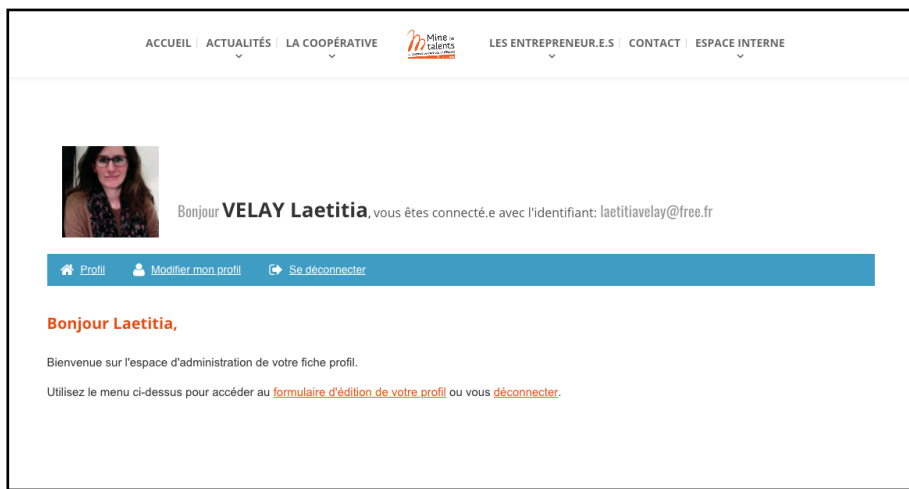 ACCUEIL ACTUALITÉS LA COOPÉRATIVE Mine DE talents LES ENTREPRENEUR.E.S CONTACT ESPACE INTERNE
Bonjour VELAY Laetitia, vous êtes connecté.e avec l'identifiant: laetitiavelay@free.fr
Profil Modifier mon profil Se déconnecter
Bonjour Laetitia,
Bienvenue sur l'espace d'administration de votre fiche profil.
Utilisez le menu ci-dessus pour accéder au formulaire d'édition de votre profil ou vous déconnecter.